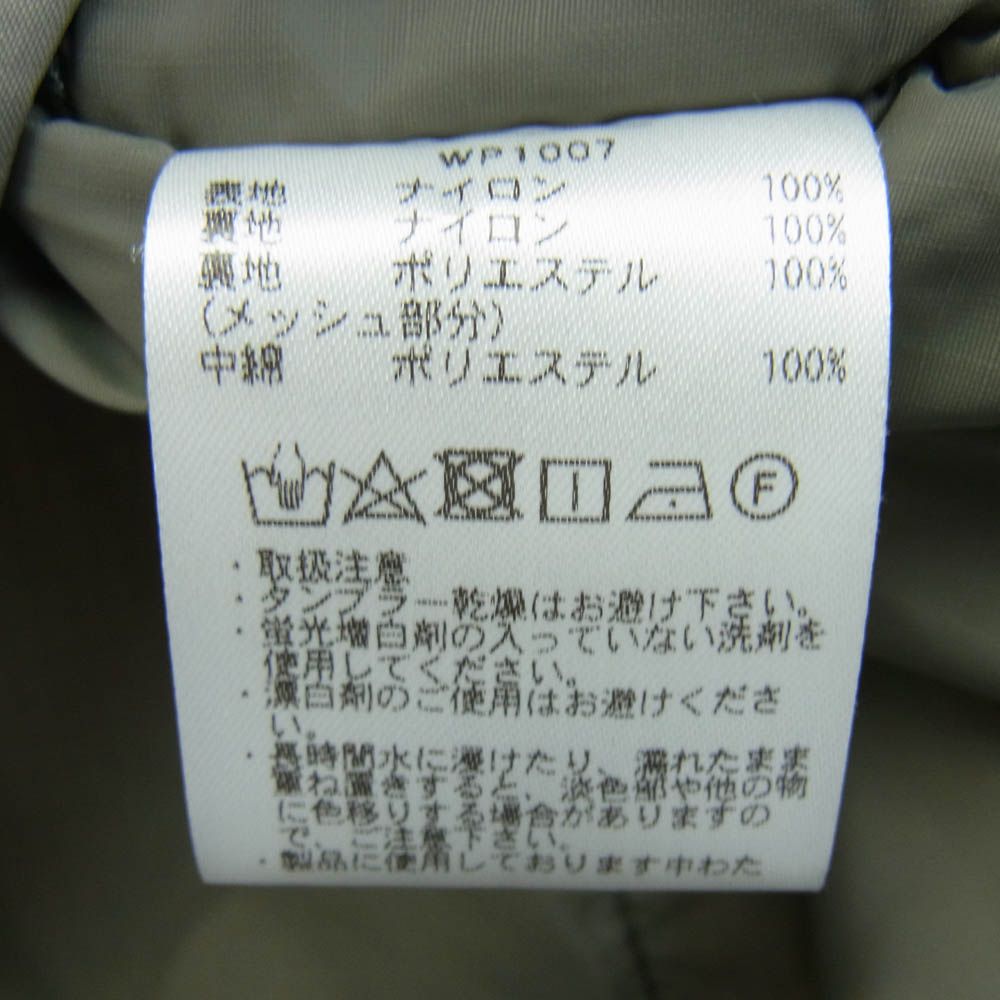 WP1007
表地 ナイロン 100%
裏地 ナイロン 100%
裏地 ポリエステル 100%
(メッシュ部分)
中綿 ポリエステル 100%
F
・取扱注意
・タンブラー乾燥はお避け下さい。
・蛍光増白剤の入っていない洗剤を
使用してください。
・漂白剤のご使用はお避けくださ
い。
・長時間水に浸けたり、濡れたまま
重ね置きすると、淡色部や他の物
に色移りする場合がありますの
で、ご注意下さい。
・製品に使用しております中わた